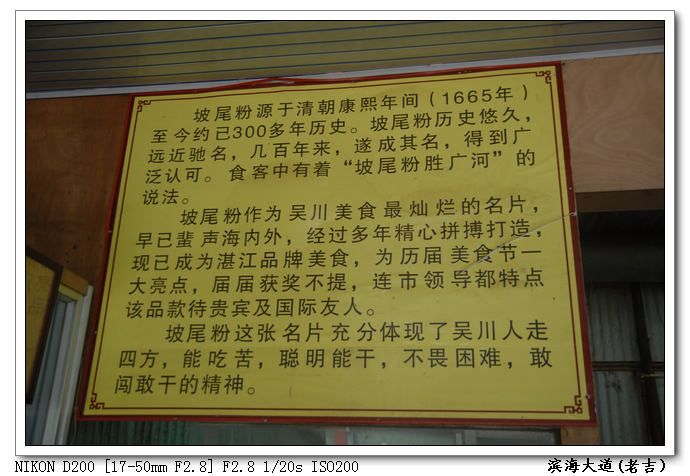 坡尾粉源于清朝康熙年间（1665年）
至今约已300多年历史。坡尾粉历史悠久，
远近驰名，几百年来，遂成其名，得到广
泛认可。食客中有着“坡尾粉胜广河”的
说法。
坡尾粉作为吴川美食最灿烂的名片，
早已蜚声海内外，经过多年精心拼搏打造，
现已成为湛江品牌美食，为历届美食节一
大亮点，届届获奖不提，连市领导都特点
该品款待贵宾及国际友人。
坡尾粉这张名片充分体现了吴川人走
四方，能吃苦，聪明能干，不畏困难，敢
闯敢干的精神。
NIKON D200 [17-50mm F2.8] F2.8 1/20s ISO200
滨海大道(老吉)